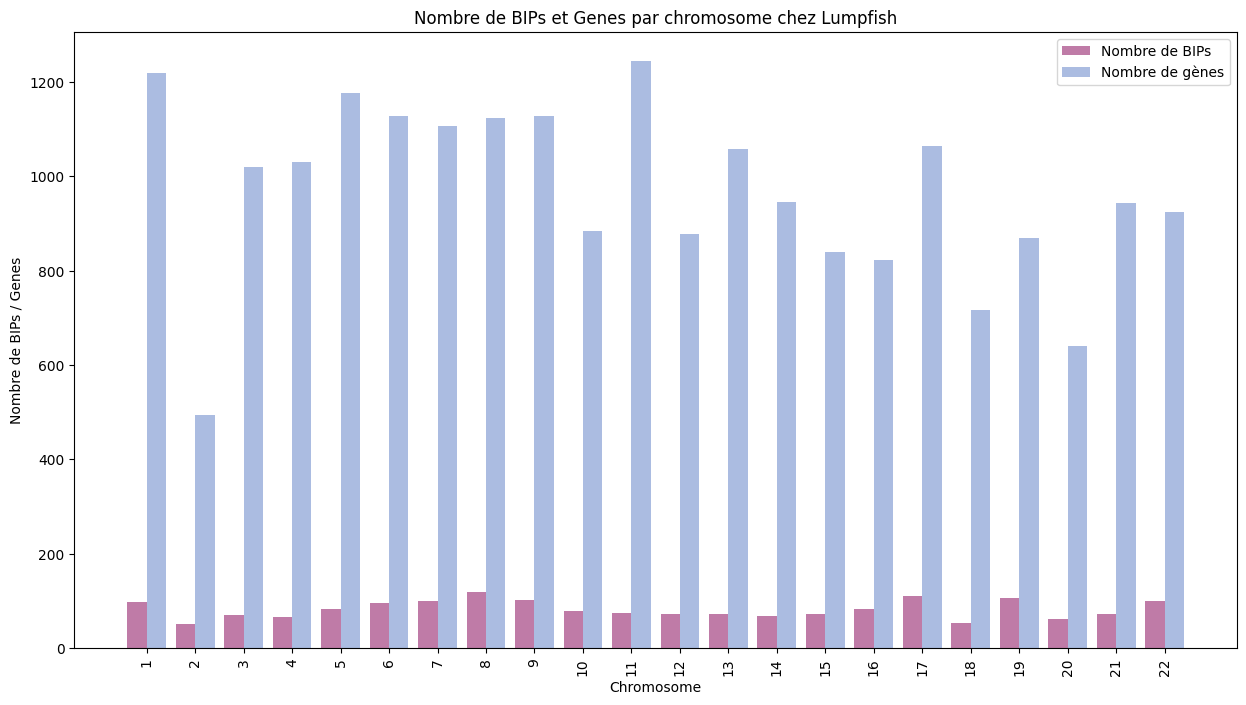 Nombre de BIPs et Genes par chromosome chez Lumpfish
Nombre de BIPs
Nombre de gènes
Nombre de BIPs / Genes
1200
1000
800
600
400
200
0
1 2 3 4 5 6 7 8 9 10 11 12 13 14 15 16 17 18 19 20 21 22
Chromosome